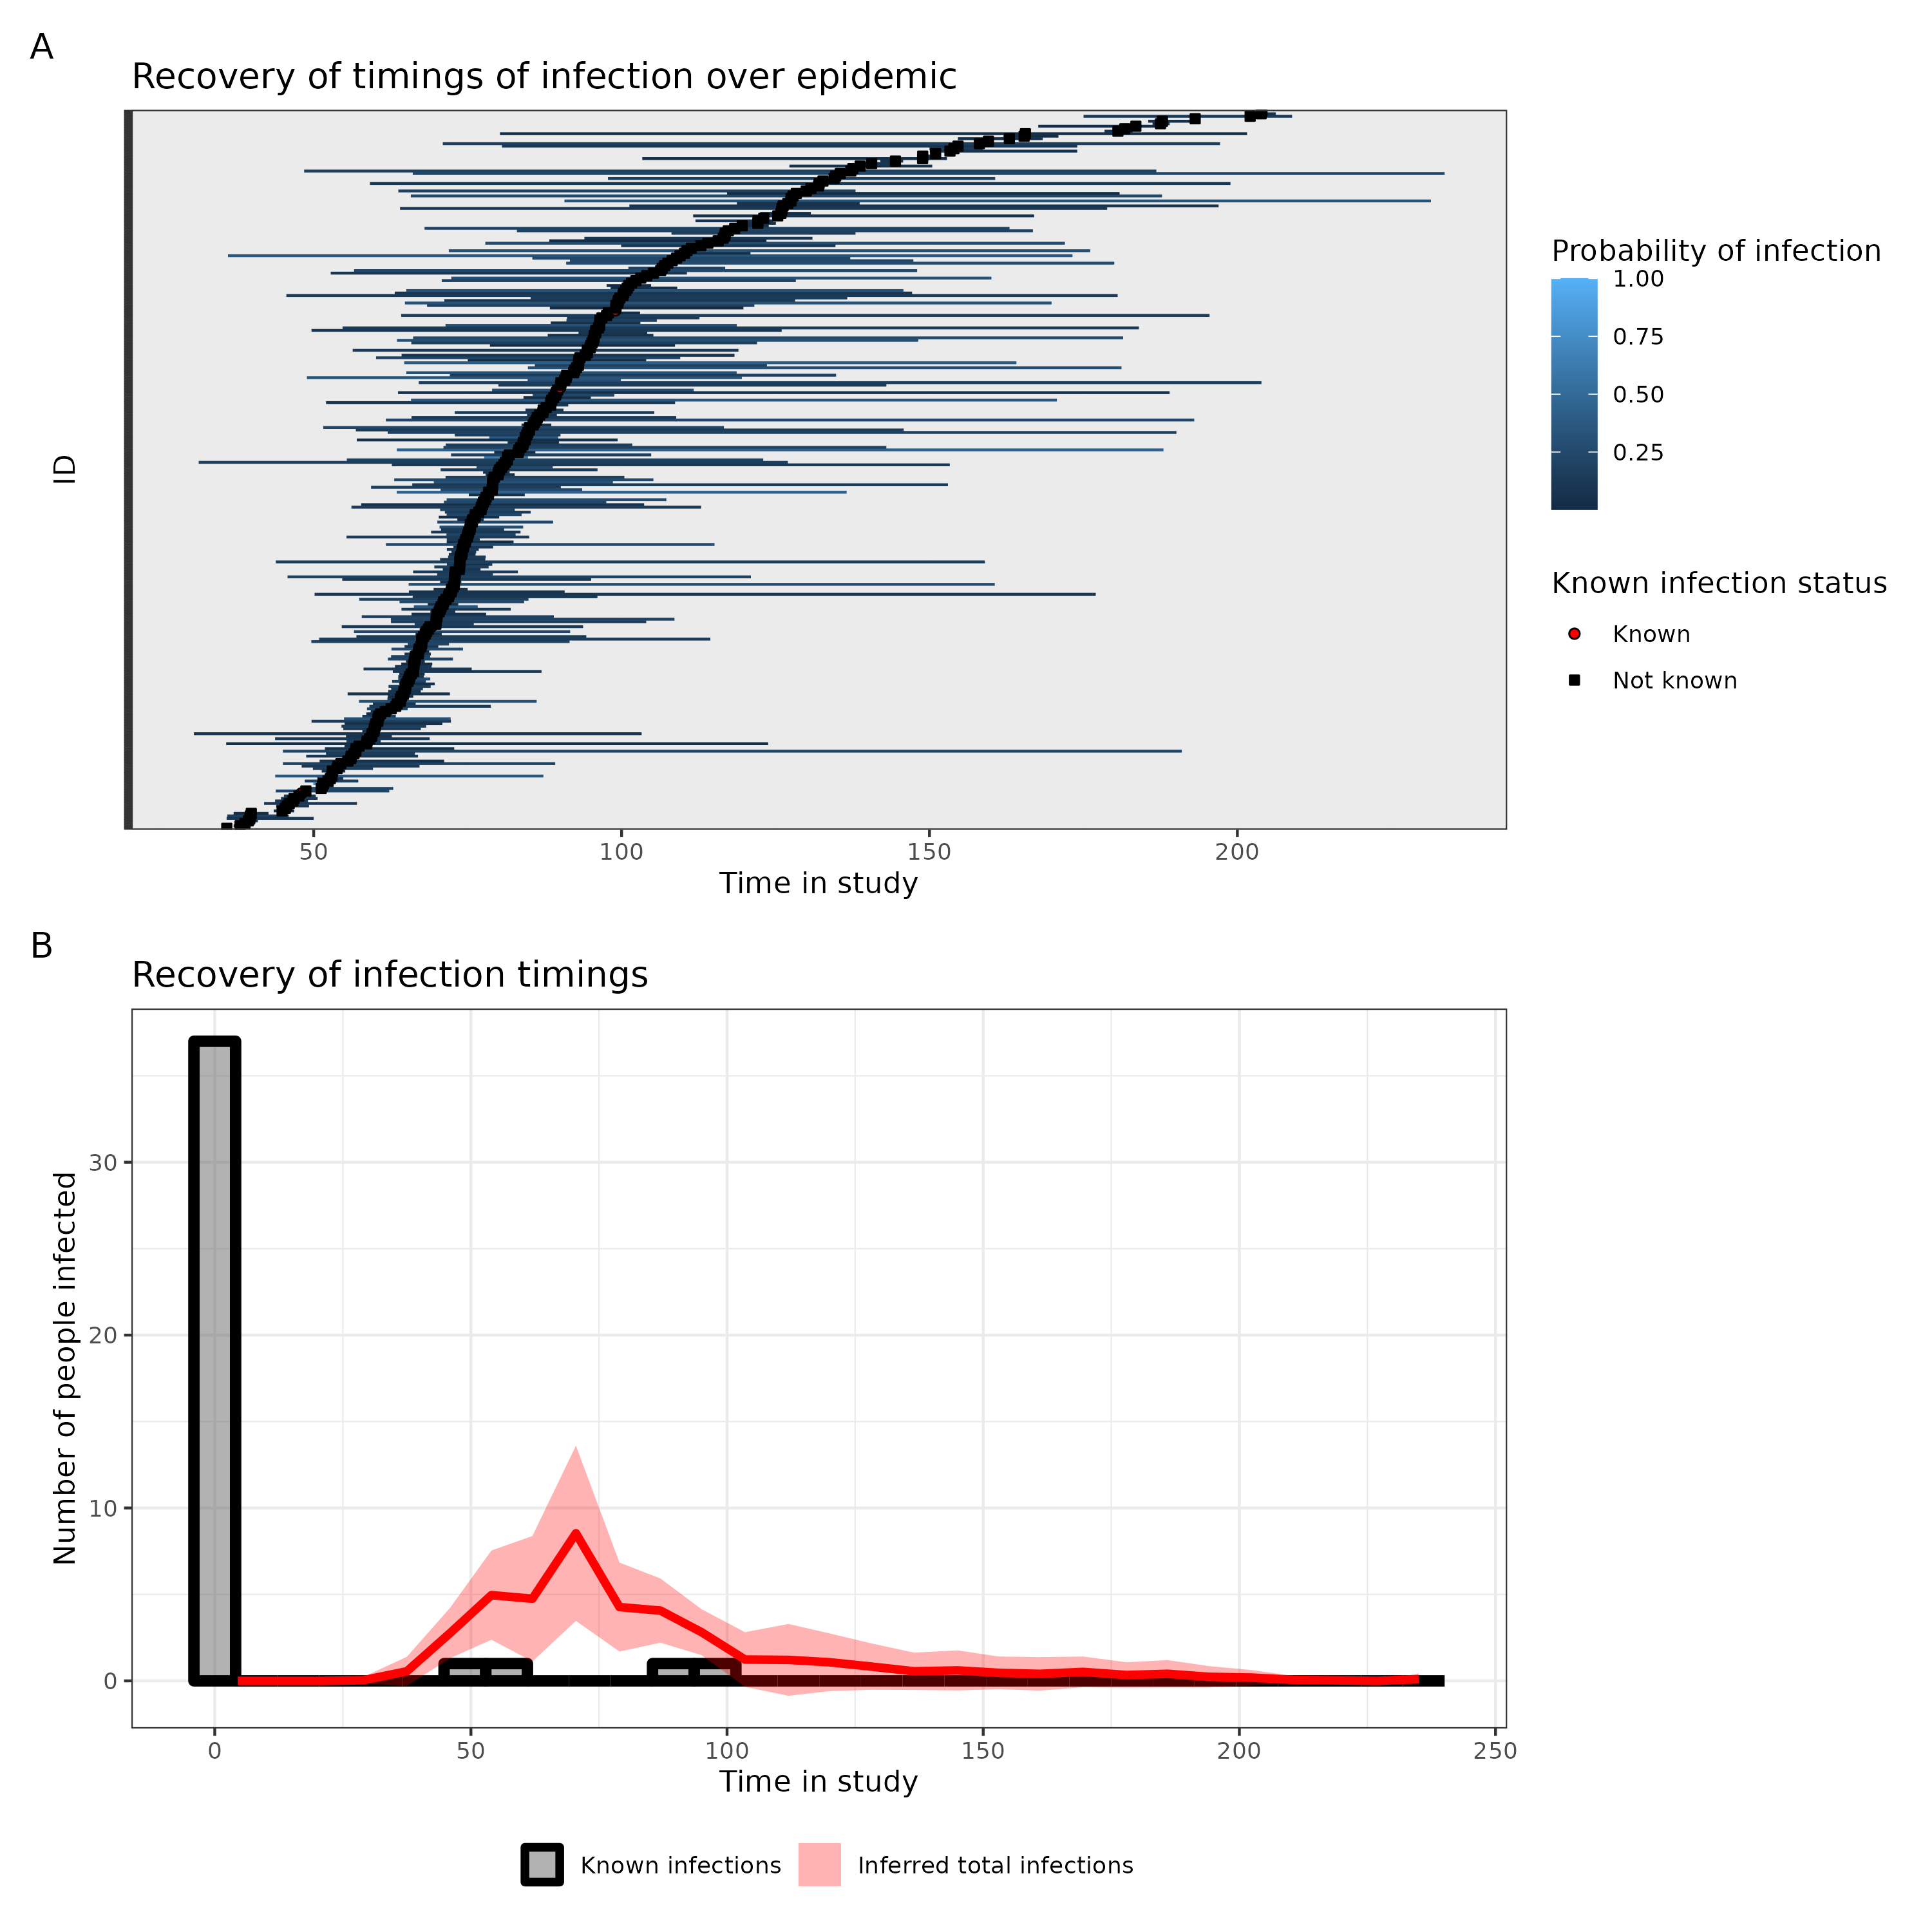 A
Recovery of timings of infection over epidemic
ID
50 100 150 200
Time in study
Probability of infection
1.00
0.75
0.50
0.25
Known infection status
Known
Not known
B
Recovery of infection timings
Number of people infected
30
20
10
0
0 50 100 150 200 250
Time in study
Known infections Inferred total infections